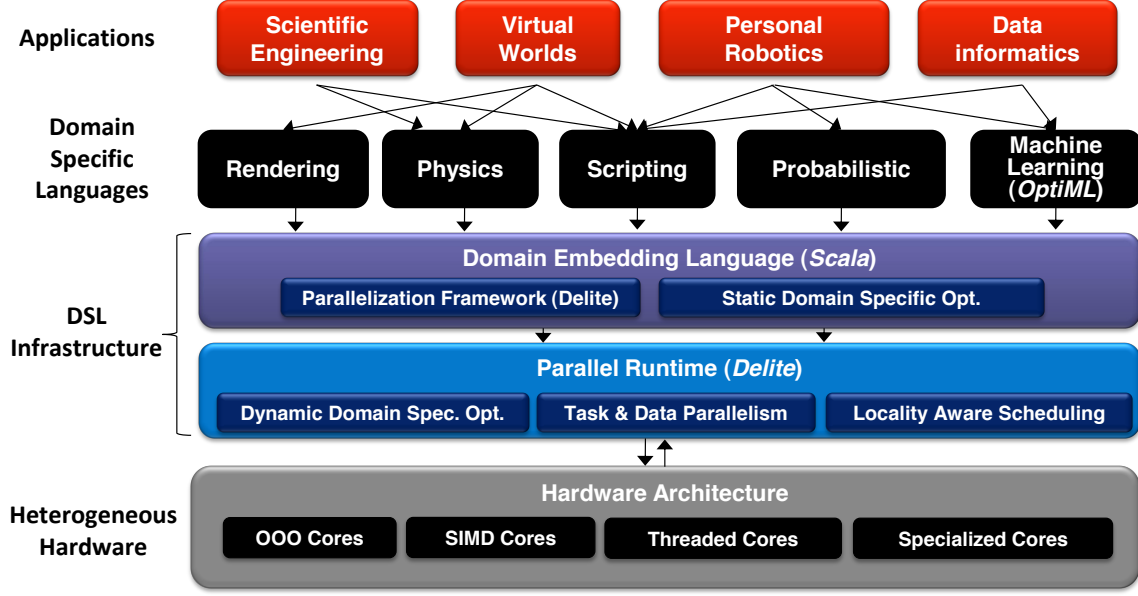 Applications
Scientific
Engineering
Virtual
Worlds
Personal
Robotics
Data
informatics
Domain
Specific
Languages
Rendering
Physics
Scripting
Probabilistic
Machine
Learning
(OptiML)
DSL
Infrastructure
Domain Embedding Language (Scala)
Parallelization Framework (Delite)
Static Domain Specific Opt.
Parallel Runtime (Delite)
Dynamic Domain Spec. Opt.
Task & Data Parallelism
Locality Aware Scheduling
Heterogeneous
Hardware
Hardware Architecture
OOO Cores
SIMD Cores
Threaded Cores
Specialized Cores